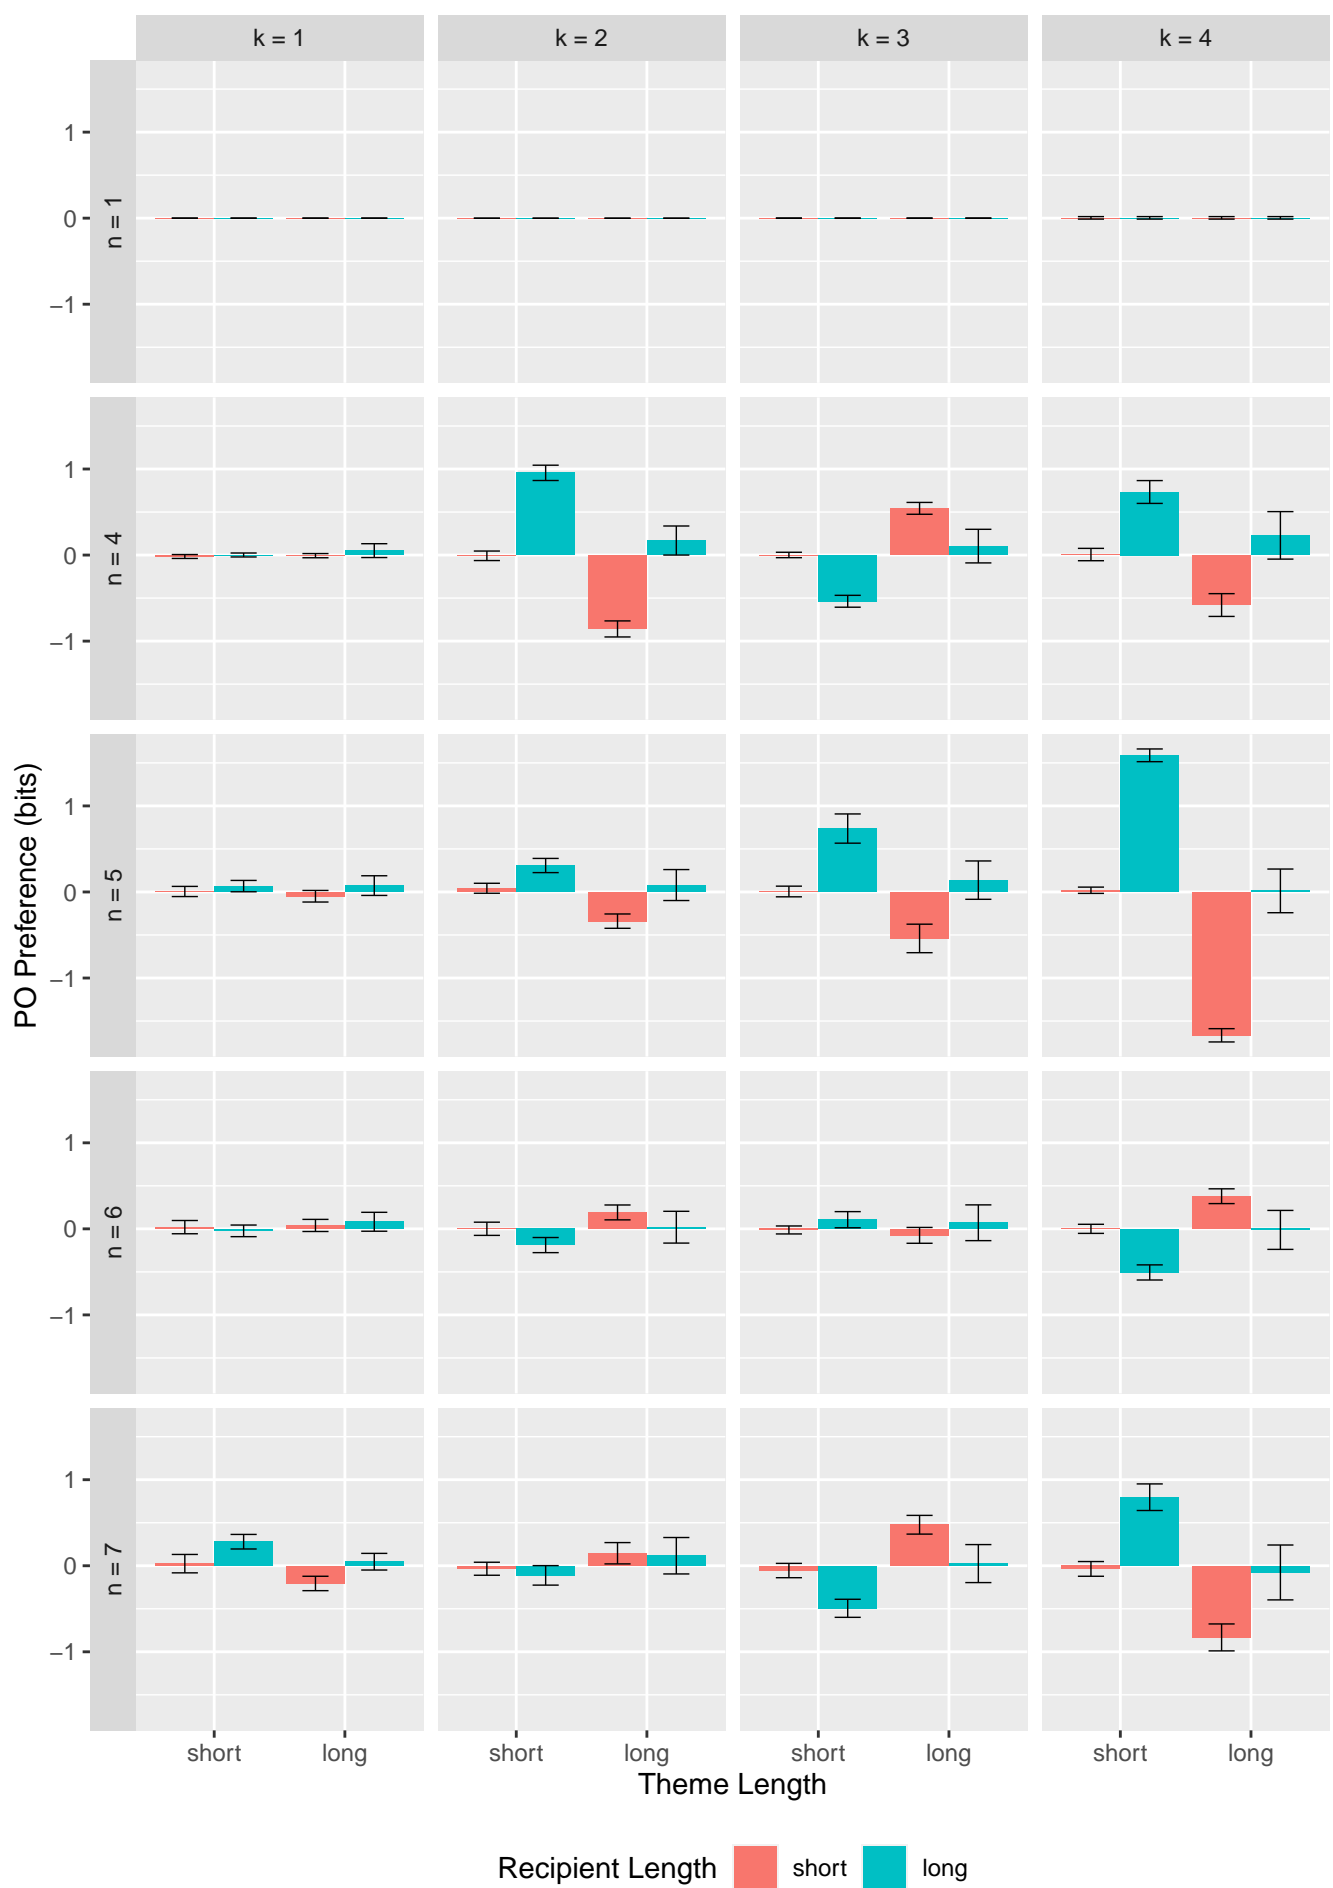 k = 1 k = 2 k = 3 k = 4
n = 1
1
0
−1
n = 4
1
0
−1
n = 5
1
0
−1
n = 6
1
0
−1
n = 7
1
0
−1
PO Preference (bits)
short long short long short long short long
Theme Length
Recipient Length short long